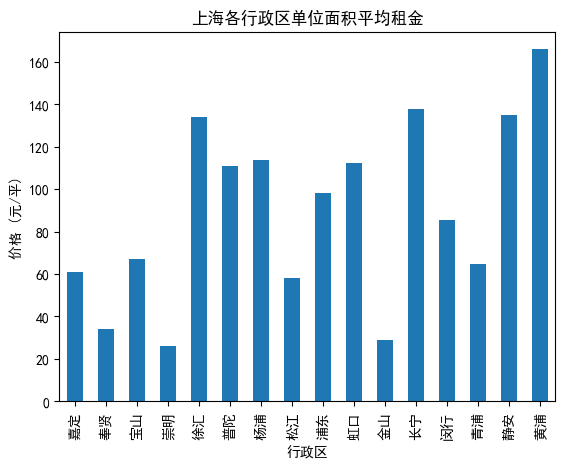 上海各行政区单位面积平均租金
价格 (元/平)
160
140
120
100
80
60
40
20
0
嘉定
奉贤
宝山
崇明
徐汇
普陀
杨浦
松江
浦东
虹口
金山
长宁
闵行
青浦
静安
黄浦
行政区